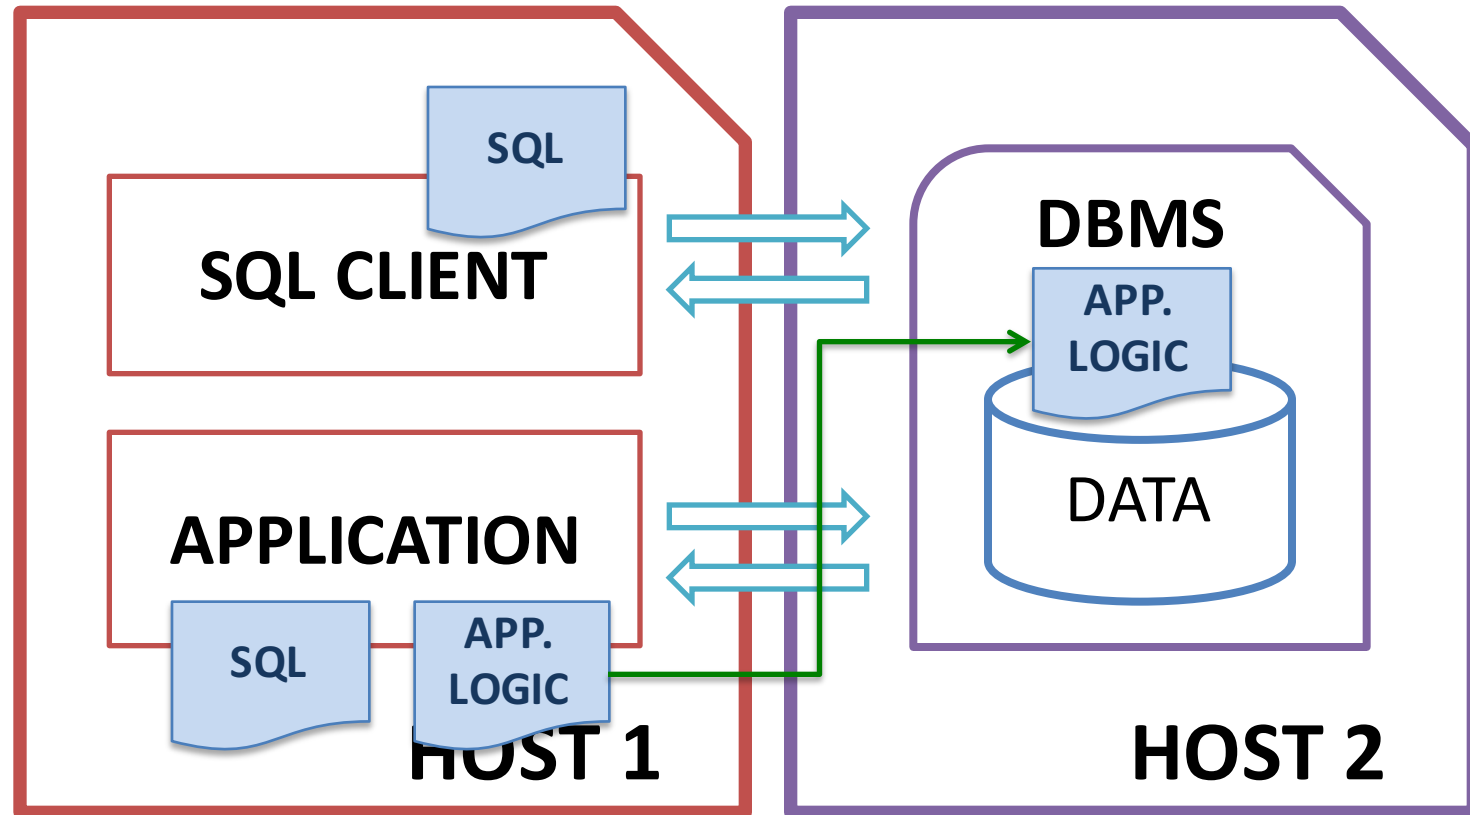 SQL
SQL CLIENT
APPLICATION
SQL
APP.
LOGIC
HOST 1
DBMS
APP.
LOGIC
DATA
HOST 2